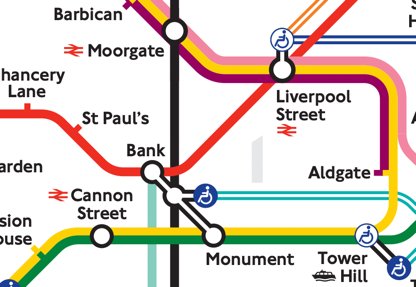 Barbican
Moorgate
hancery
Lane
St Paul's
Liverpool
Street
Bank
arden
Aldgate
Cannon
Street
sion
ouse
Monument
Tower
Hill